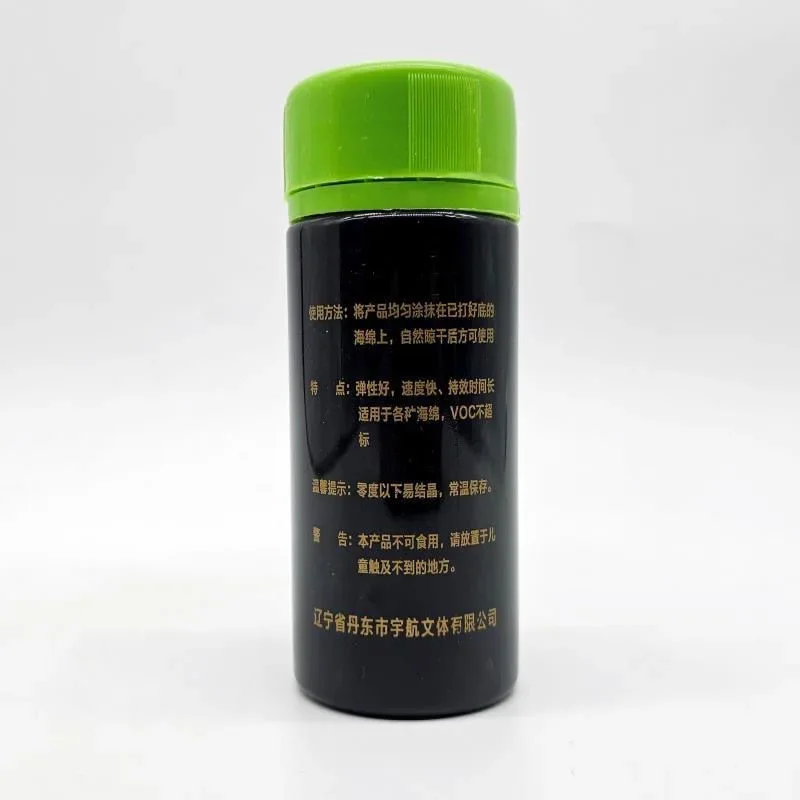 使用方法：将产品均匀涂抹在已打好底的
海绵上，自然晾干后方可使用
特 点：弹性好，速度快、持效时间长
适用于各种海绵，VOC不超
标
温馨提示：零度以下易结晶，常温保存。
警 告：本产品不可食用，请放置于儿
童触及不到的地方。
辽宁省丹东市宇航文体有限公司